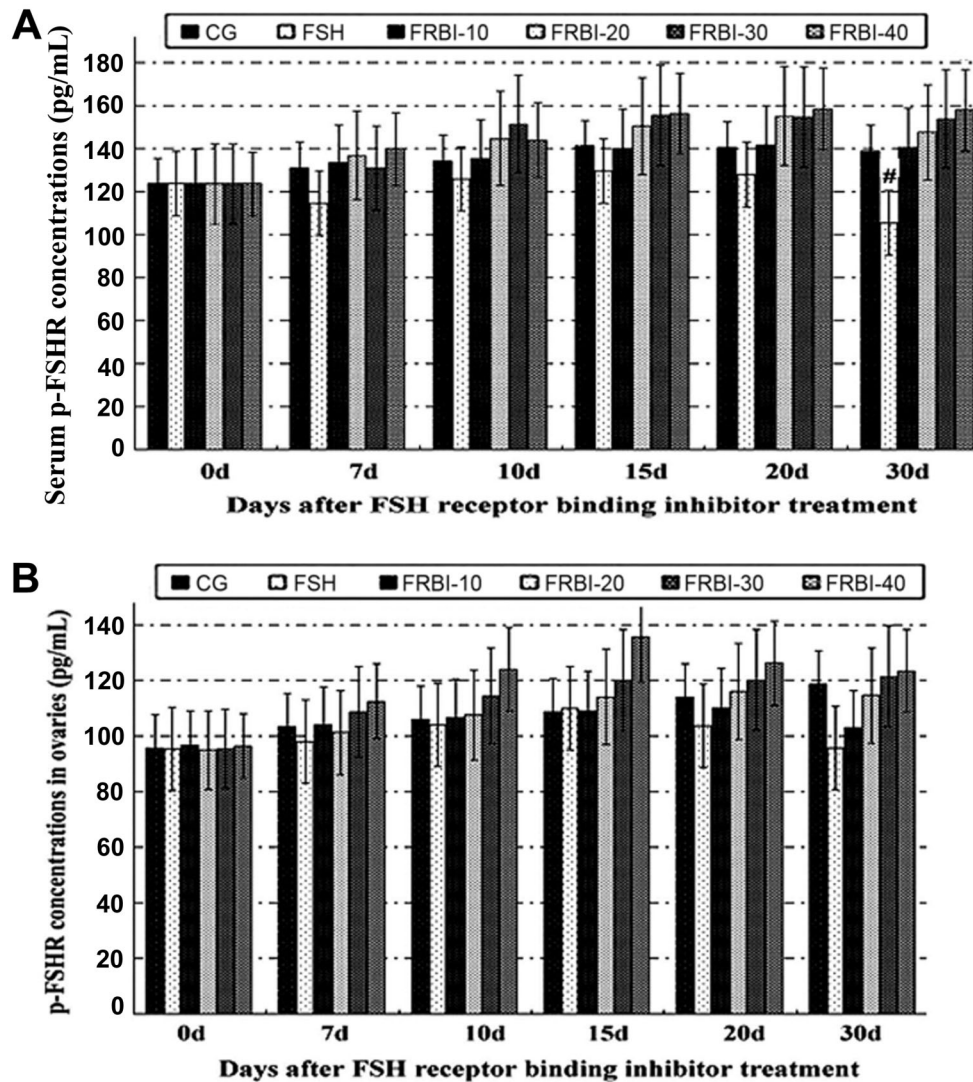 A
CG FSH FRBI-10 FRBI-20 FRBI-30 FRBI-40
Serum p-FSHR concentrations (pg/mL)
180
160
140
120
100
80
60
40
20
0
#
0d 7d 10d 15d 20d 30d
Days after FSH receptor binding inhibitor treatment
B
CG FSH FRBI-10 FRBI-20 FRBI-30 FRBI-40
p-FSHR concentrations in ovaries (pg/mL)
140
120
100
80
60
40
20
0
0d 7d 10d 15d 20d 30d
Days after FSH receptor binding inhibitor treatment